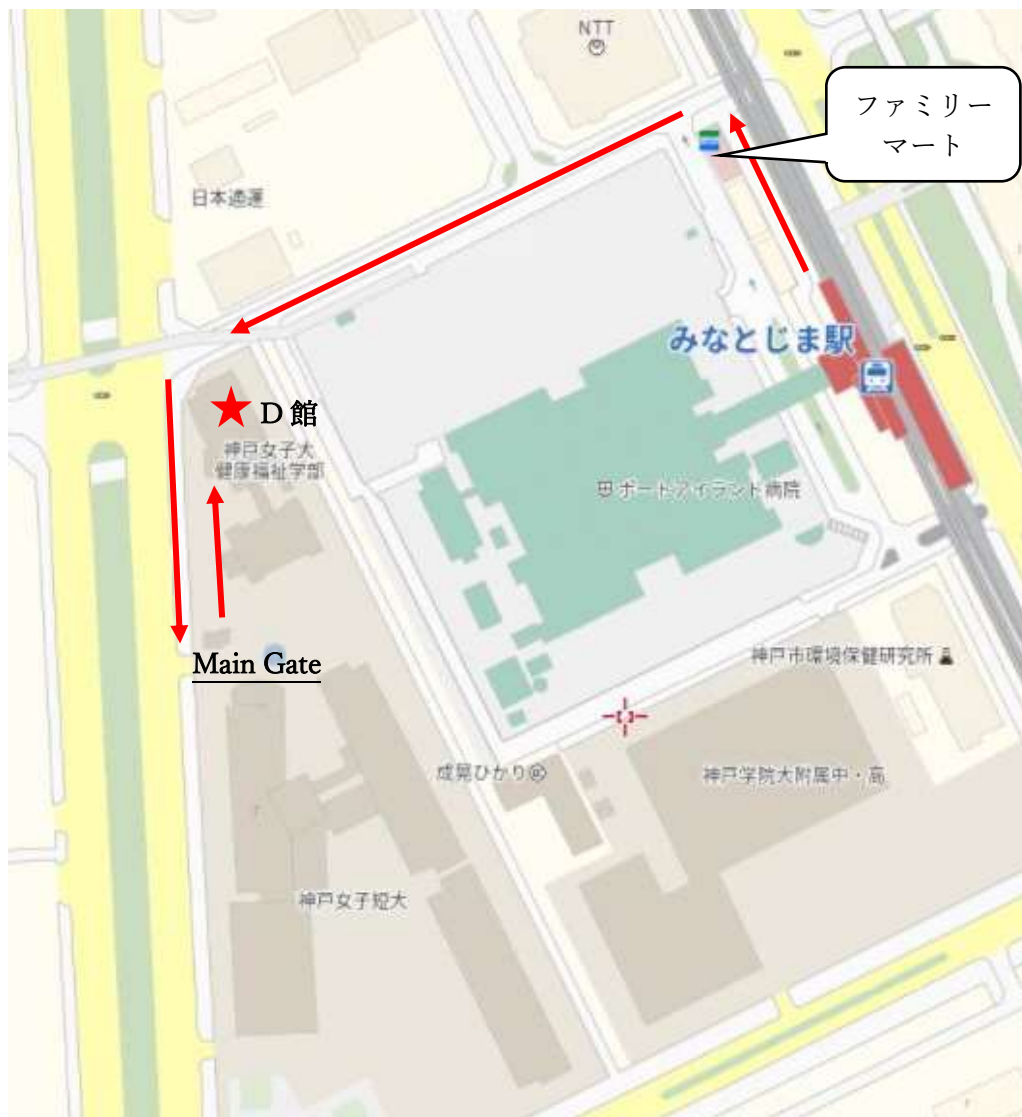 NTT
ファミリー
マート
日本通運
みなとじま駅
D 館
神戸女子大
健康福祉学部
ポートアイランド病院
Main Gate
神戸市環境保健研究所
成晃ひかり
神戸学院大附属中・高
神戸女子短大